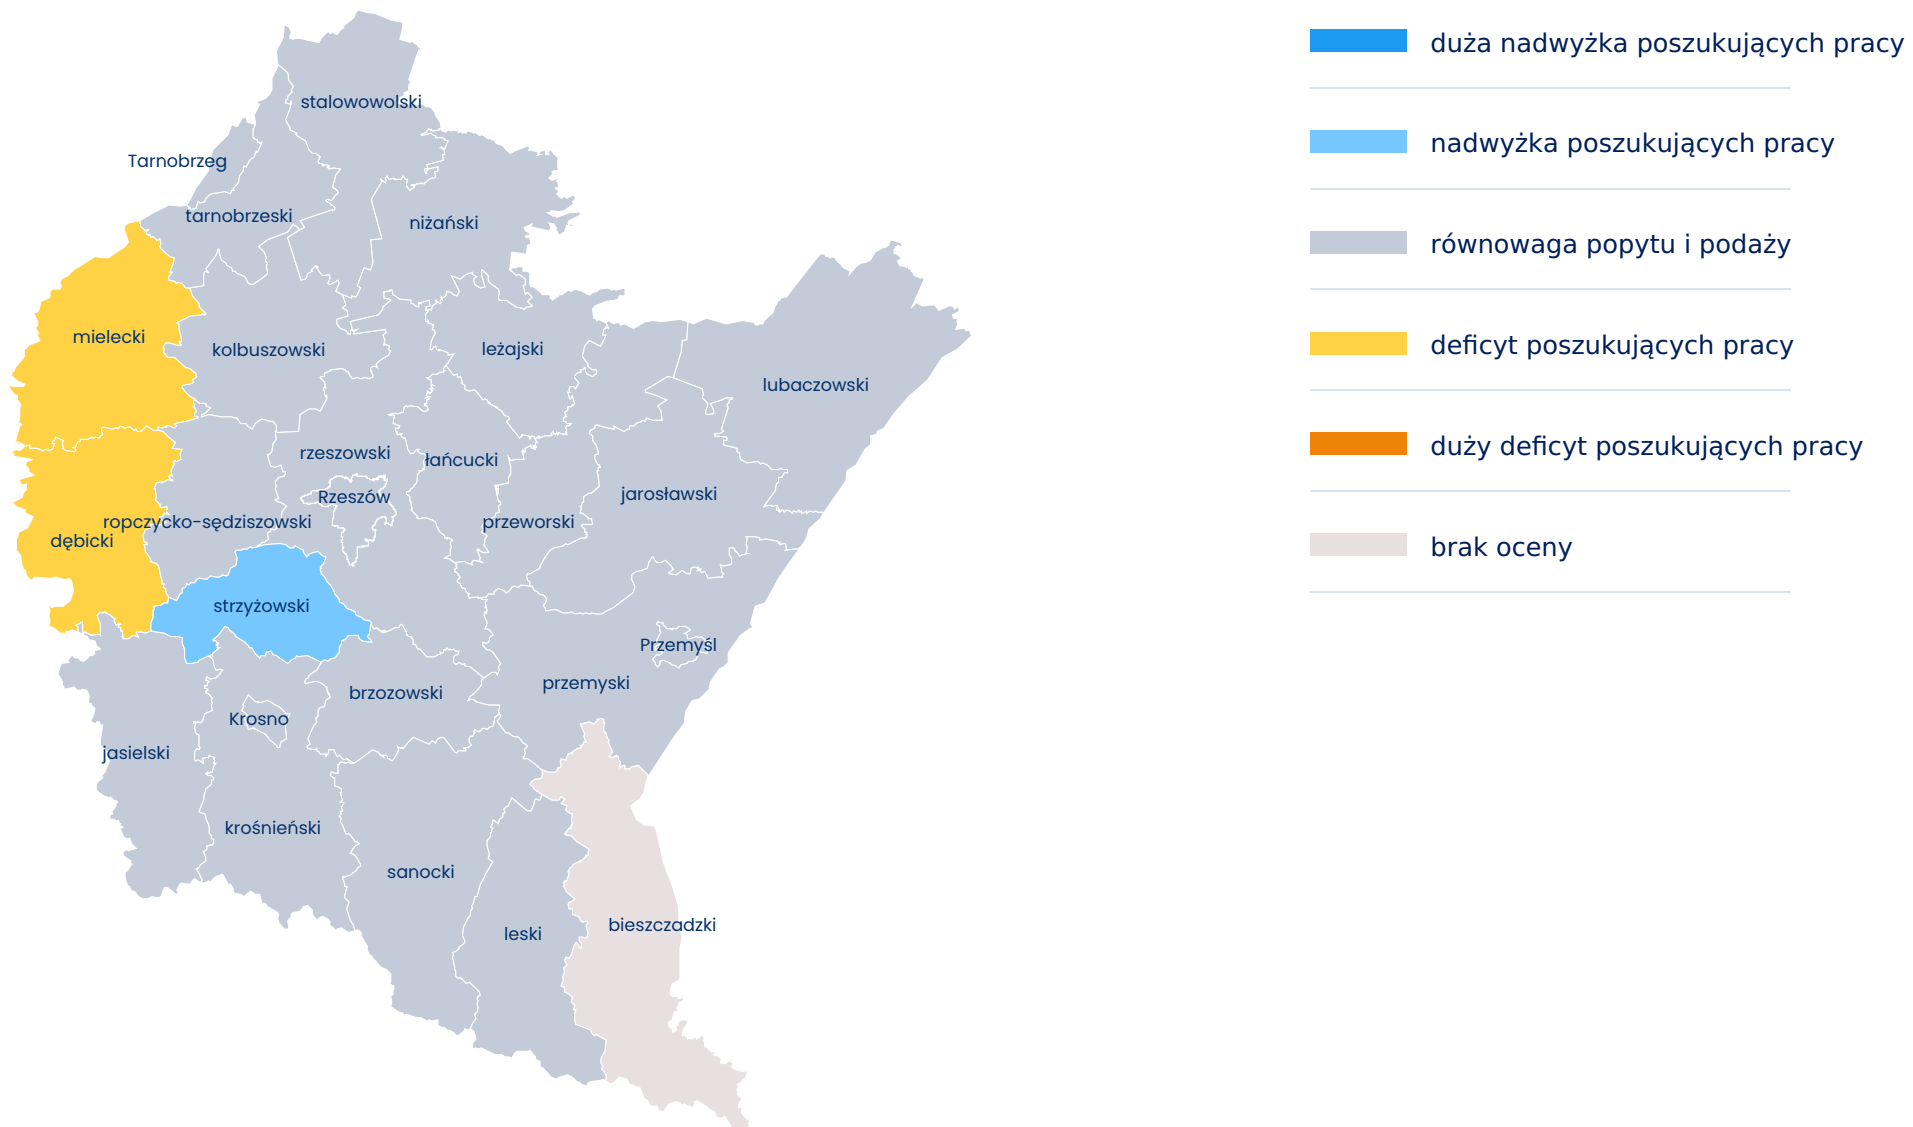 stalowowolski
Tarnobrzeg
tarnobrzeski
niżański
mielecki
kolbuszowski
leżajski
lubaczowski
rzeszowski
łańcucki
Rzeszów
jarosławski
ropczycko-sędziszowski
przeworski
dębicki
strzyżowski
Przemyśl
przemyski
brzozowski
Krosno
jasielski
krośnieński
sanocki
leski
bieszczadzki
duża nadwyżka poszukujących pracy
nadwyżka poszukujących pracy
równowaga popytu i podaży
deficyt poszukujących pracy
duży deficyt poszukujących pracy
brak oceny